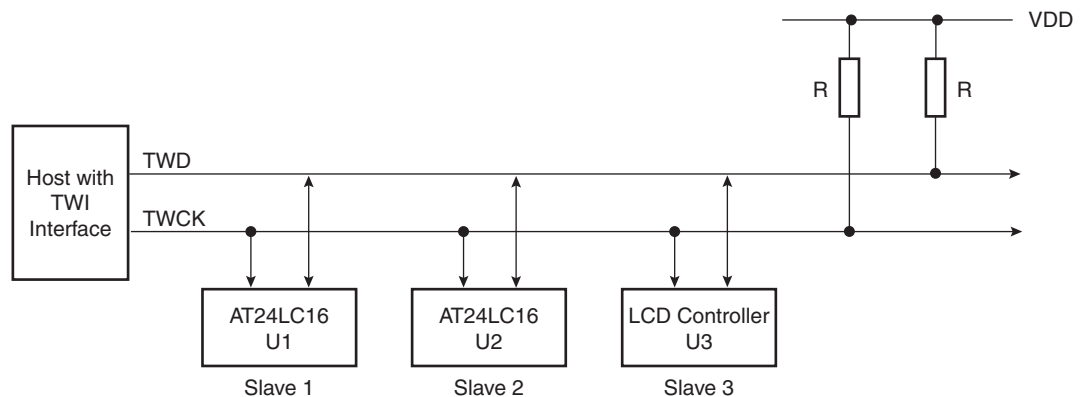 VDD
R
R
Host with
TWI
Interface
TWD
TWCK
AT24LC16
U1
AT24LC16
U2
LCD Controller
U3
Slave 1
Slave 2
Slave 3